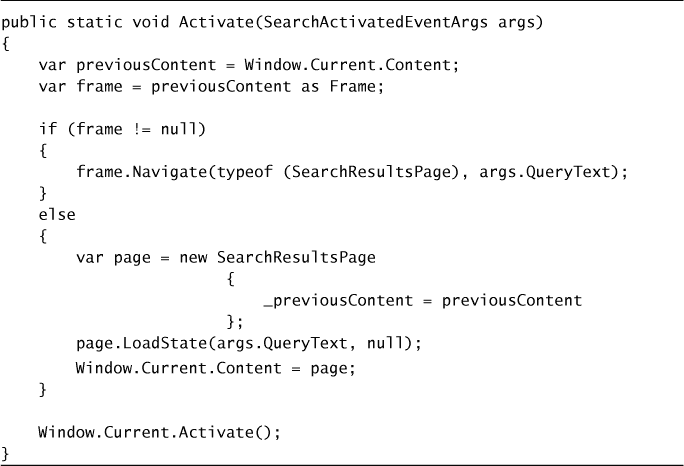 public static void Activate(SearchActivatedEventArgs args)
{
    var previousContent = Window.Current.Content;
    var frame = previousContent as Frame;

    if (frame != null)
    {
        frame.Navigate(typeof (SearchResultsPage), args.QueryText);
    }
    else
    {
        var page = new SearchResultsPage
                        {
                            _previousContent = previousContent
                        };
        page.LoadState(args.QueryText, null);
        Window.Current.Content = page;
    }

    Window.Current.Activate();
}